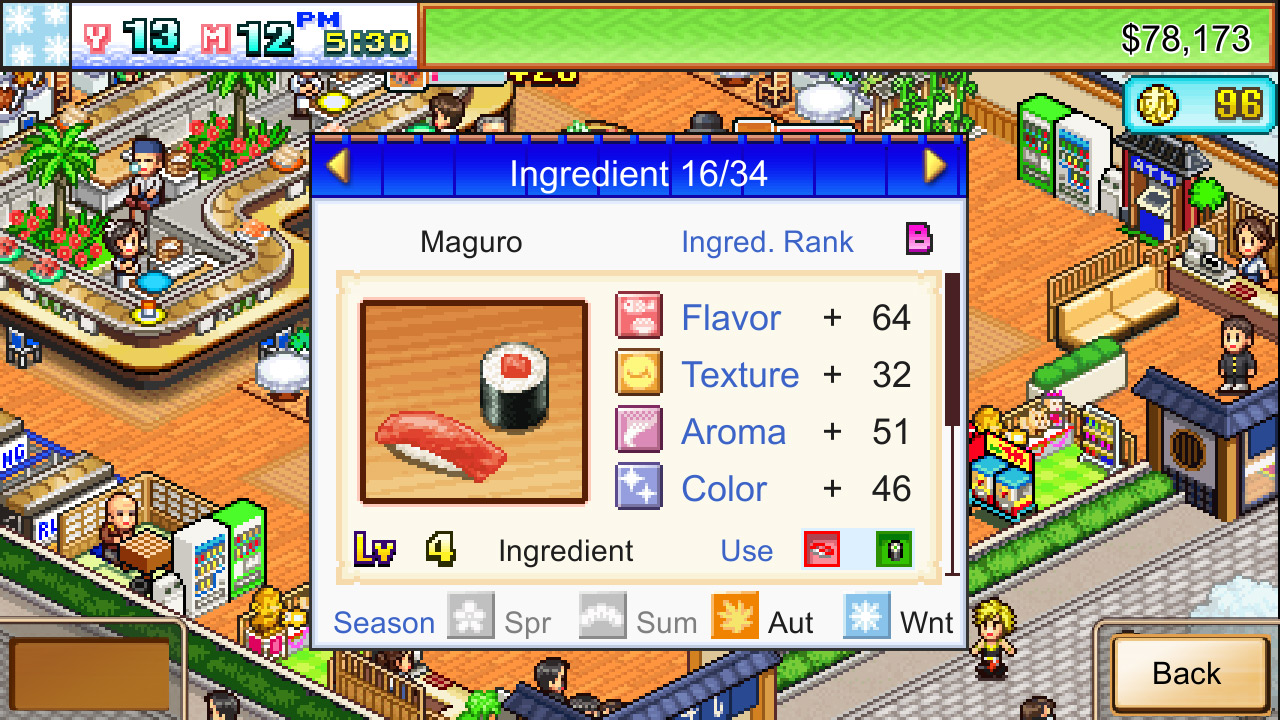 Y 13 M 12 PM 5:30
$78,173
96
Ingredient 16/34
Maguro
Ingred. Rank B
Flavor + 64
Texture + 32
Aroma + 51
Color + 46
Lv 4 Ingredient Use
Season Spr Sum Aut Wnt
ATM
Back